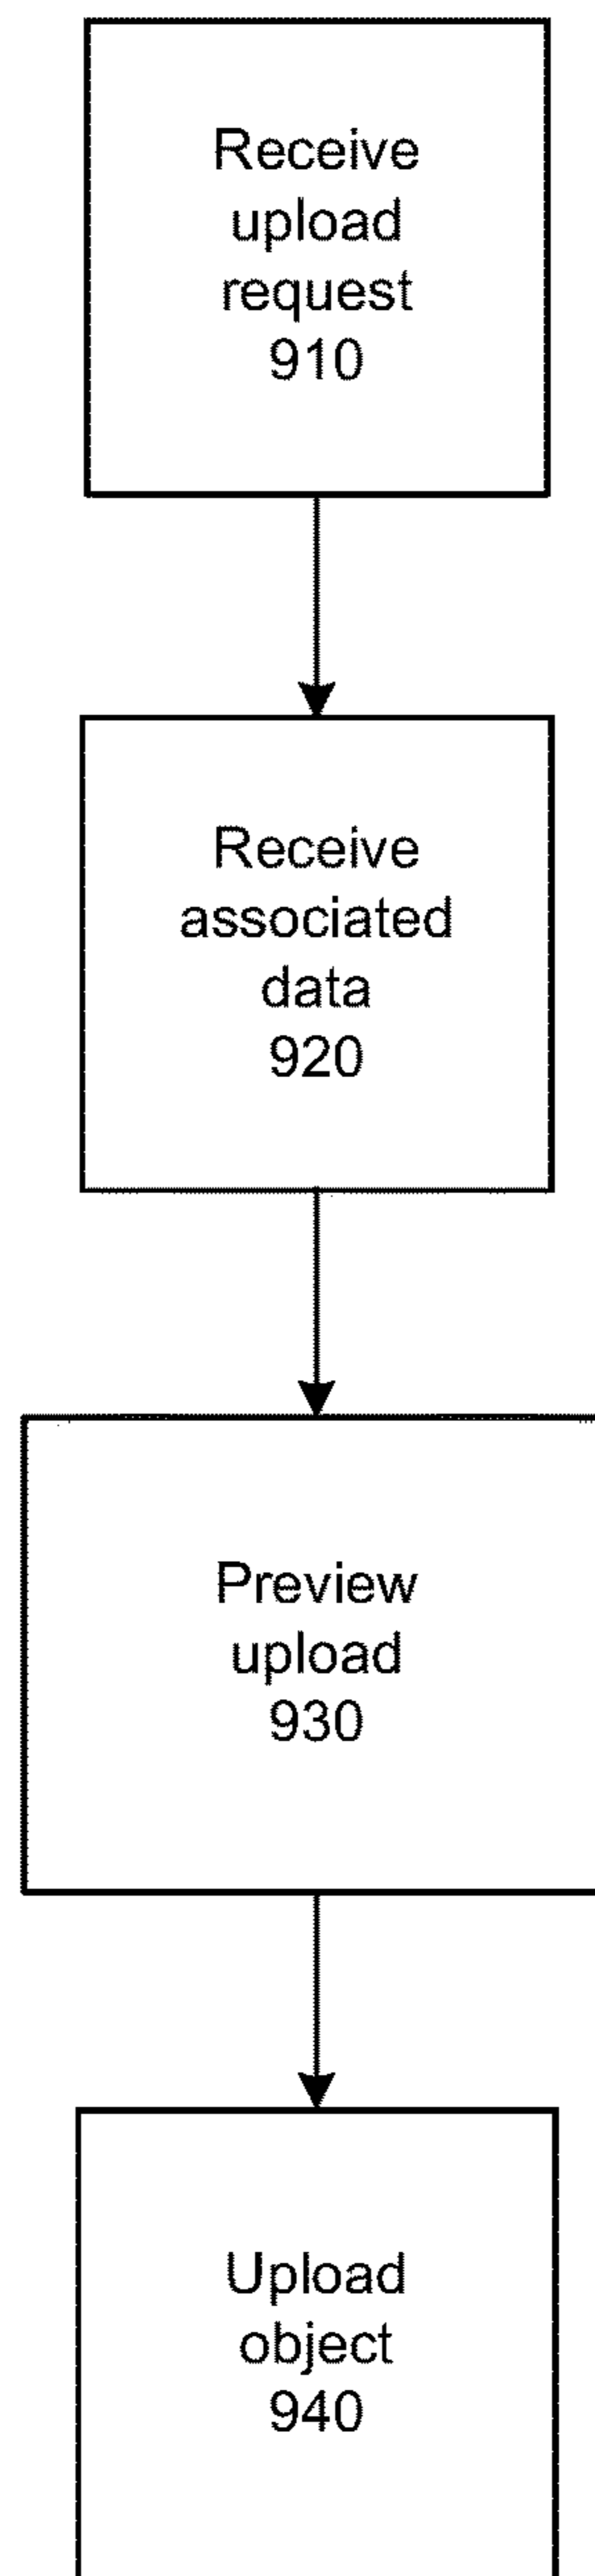 Receive
upload
request
910
Receive
associated
data
920
Preview
upload
930
Upload
object
940